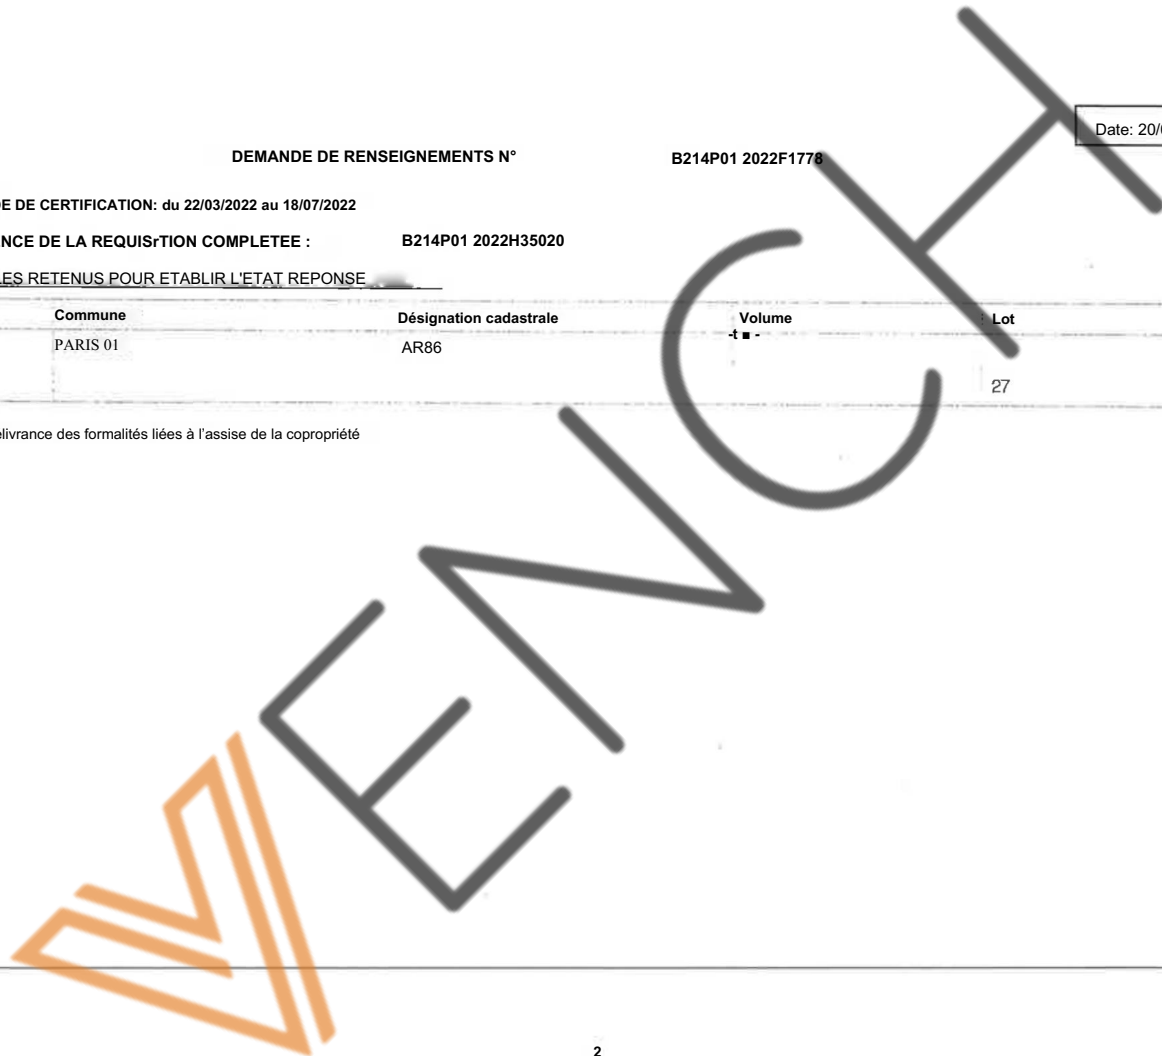 Date: 20/
DEMANDE DE RENSEIGNEMENTS N° B214P01 2022F1778
DE DE CERTIFICATION: du 22/03/2022 au 18/07/2022
NCE DE LA REQUISrTION COMPLETEE : B214P01 2022H35020
LES RETENUS POUR ETABLIR L'ETAT REPONSE
Commune Désignation cadastrale Volume Lot
-t ■ -
PARIS 01 AR86
27
élivrance des formalités liées à l'assise de la copropriété
VENCH
2